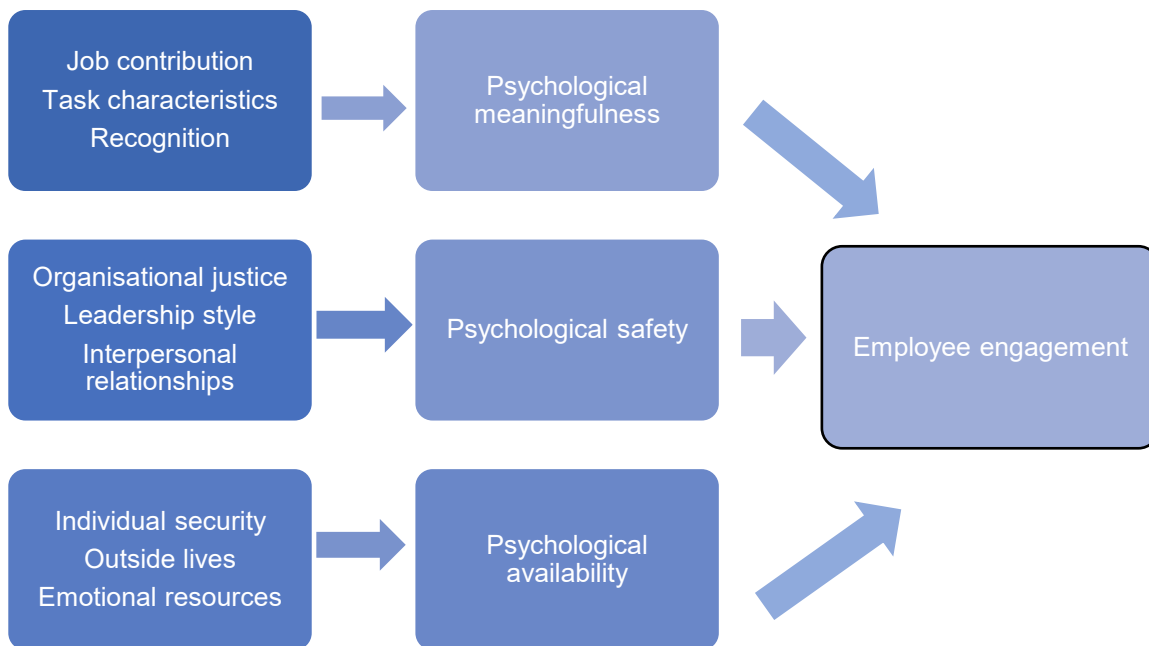 Job contribution
Task characteristics
Recognition
Psychological
meaningfulness
Organisational justice
Leadership style
Interpersonal
relationships
Psychological safety
Employee engagement
Individual security
Outside lives
Emotional resources
Psychological
availability